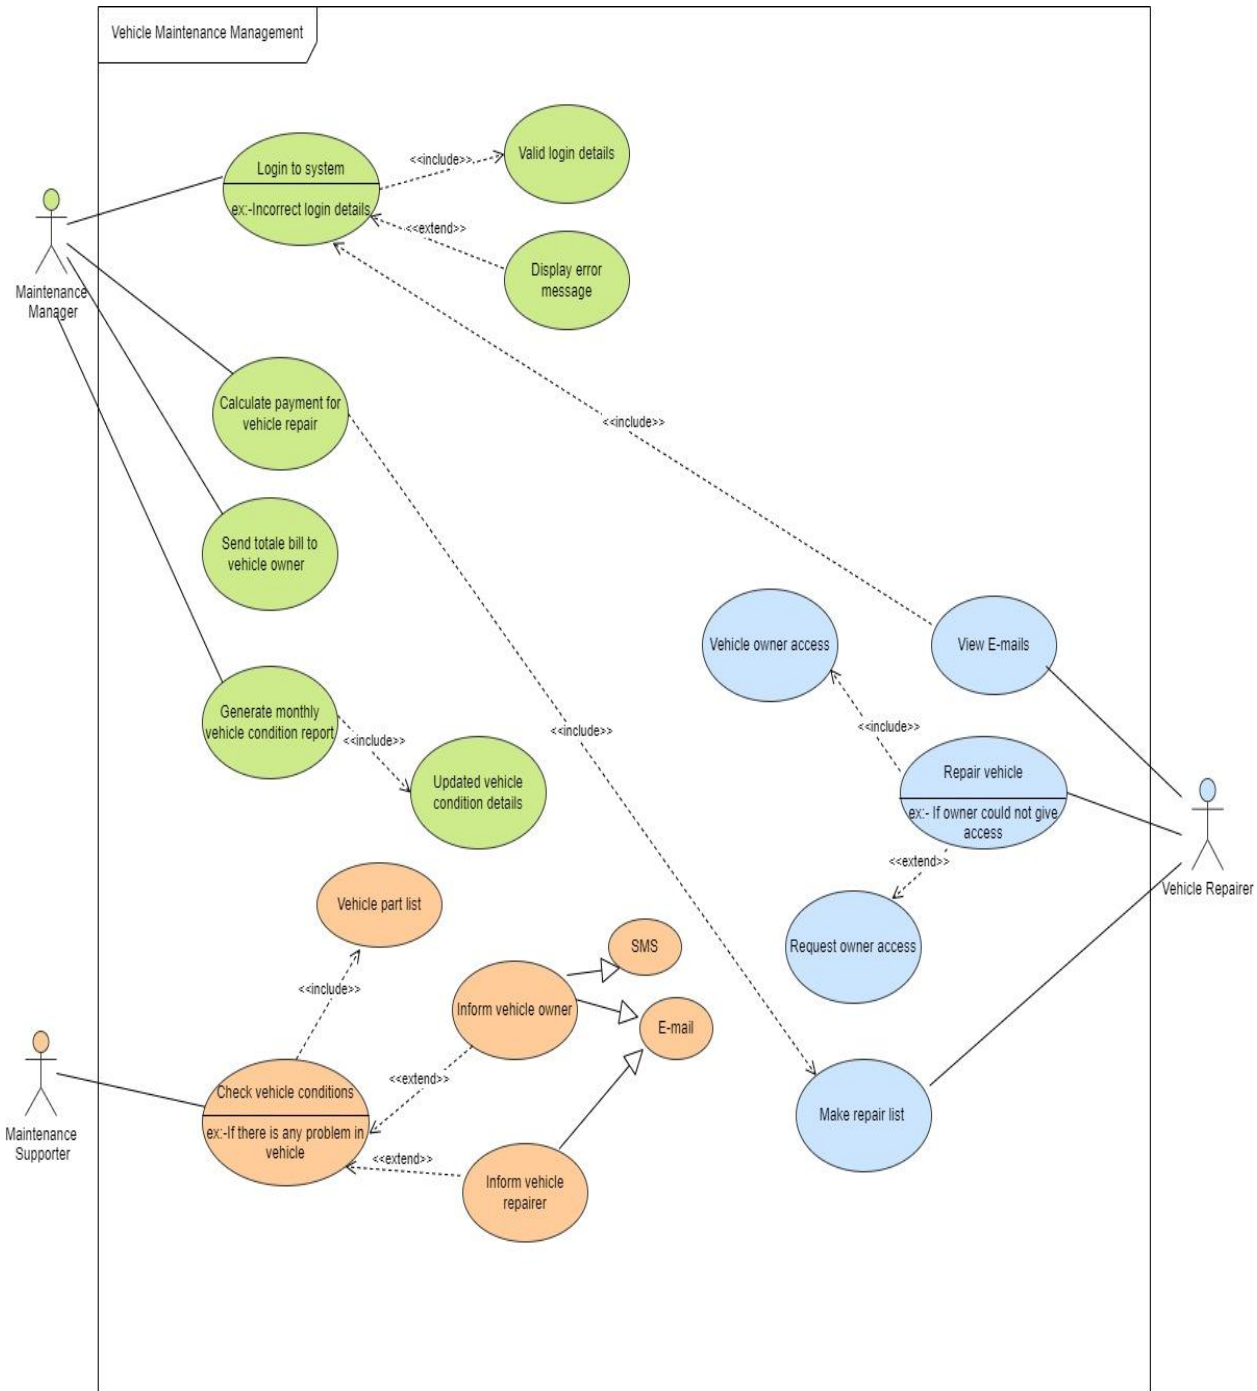 Vehicle Maintenance Management
Login to system
ex:-Incorrect login details
<<include>>
Valid login details
<<extend>>
Display error
message
Maintenance
Manager
Calculate payment for
vehicle repair
<<include>>
Send totale bill to
vehicle owner
Vehicle owner access
View E-mails
Generate monthly
vehicle condition report
<<include>>
<<include>>
<<include>>
Updated vehicle
condition details
Repair vehicle
ex:- If owner could not give
access
<<extend>>
Vehicle Repairer
Vehicle part list
Request owner access
SMS
<<include>>
Inform vehicle owner
E-mail
<<extend>>
Check vehicle conditions
ex:-If there is any problem in
vehicle
Make repair list
Maintenance
Supporter
<<extend>>
Inform vehicle
repairer